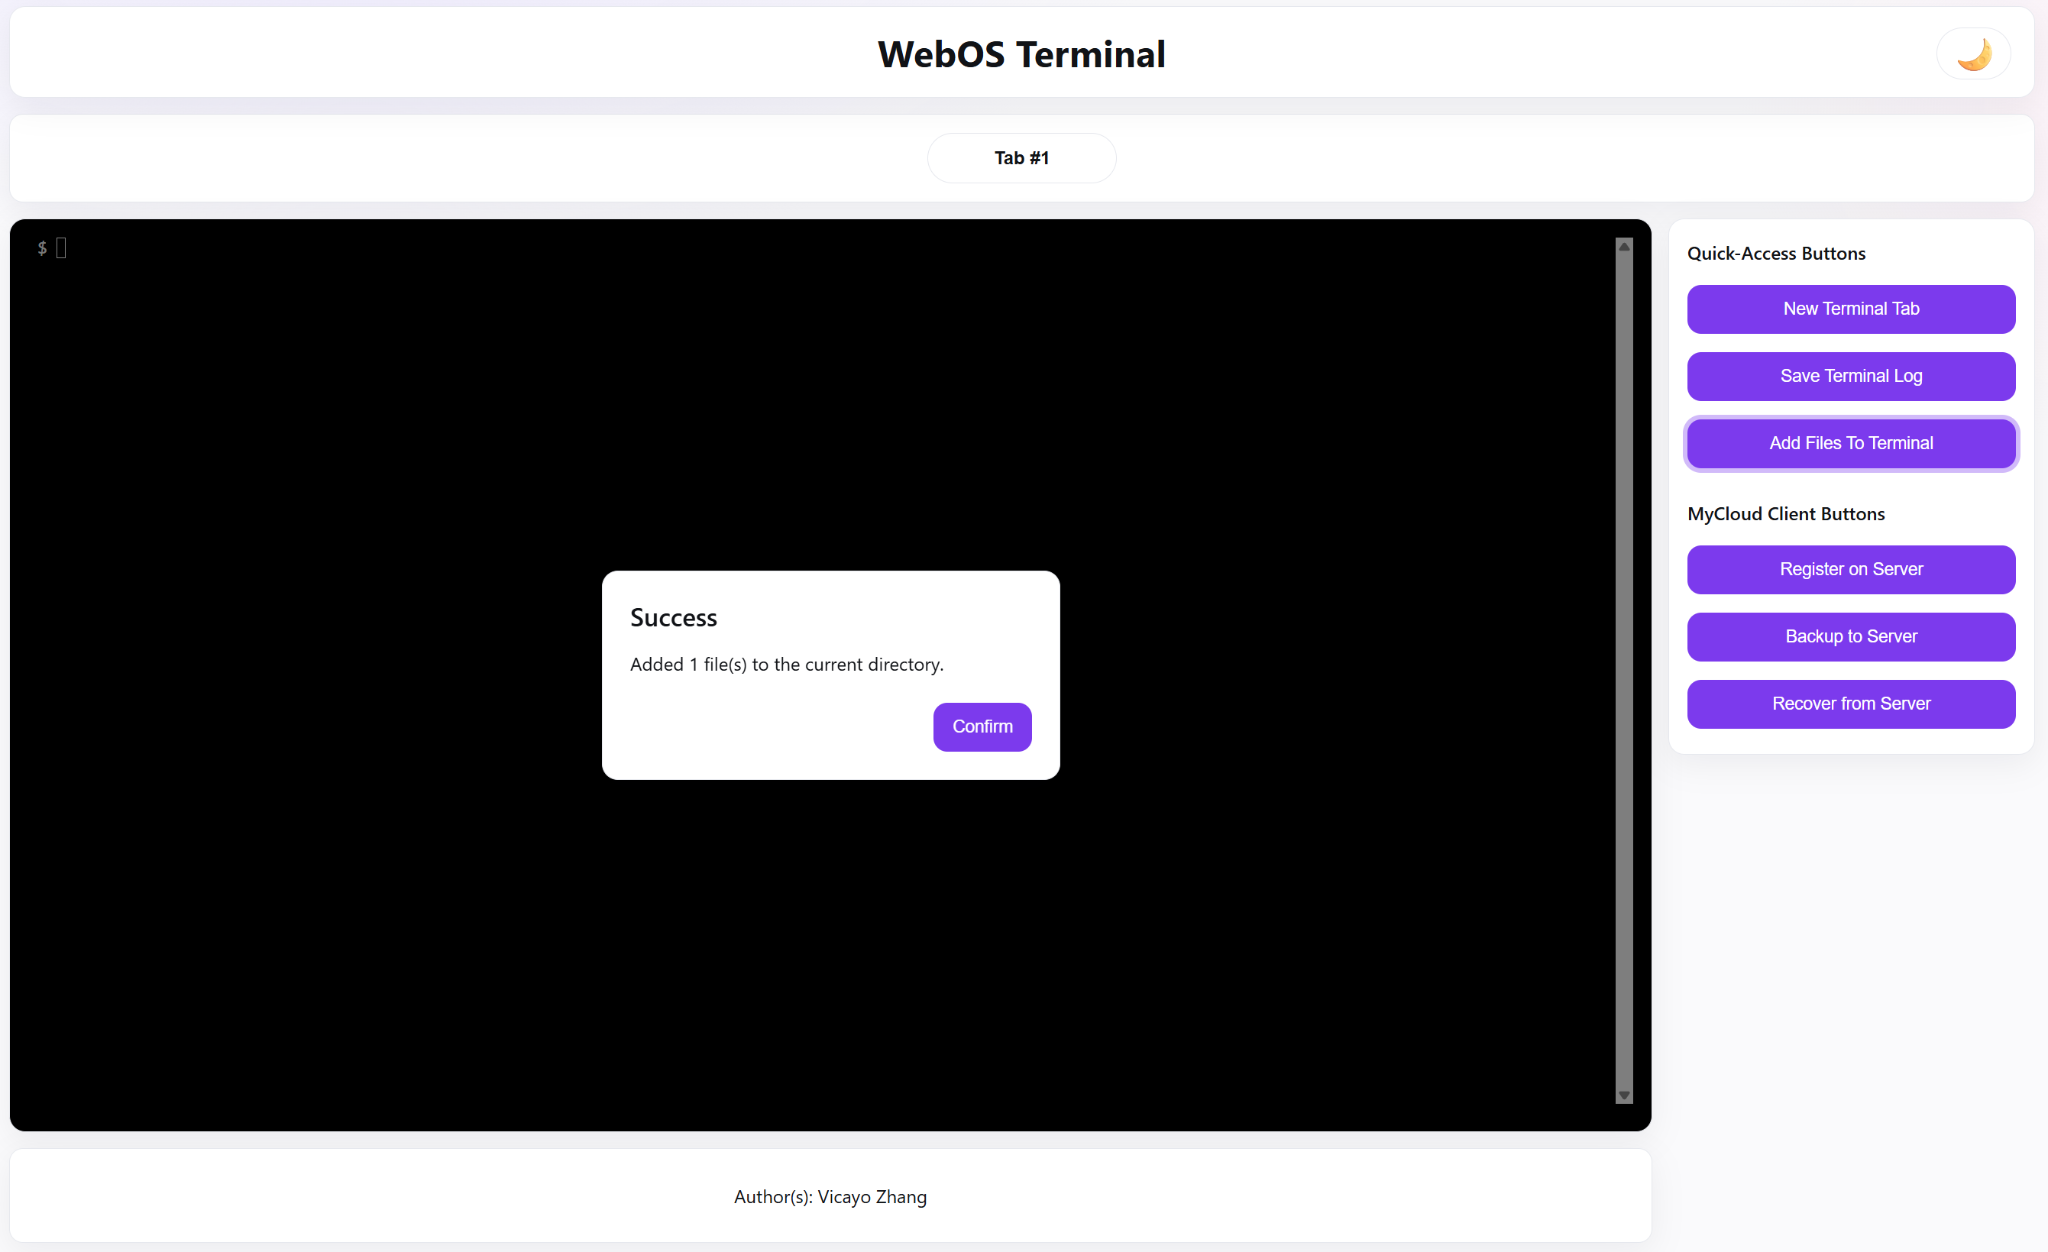 WebOS Terminal
Tab #1
$
Quick-Access Buttons
New Terminal Tab
Save Terminal Log
Add Files To Terminal
MyCloud Client Buttons
Register on Server
Backup to Server
Recover from Server
Success
Added 1 file(s) to the current directory.
Confirm
Author(s): Vicayo Zhang